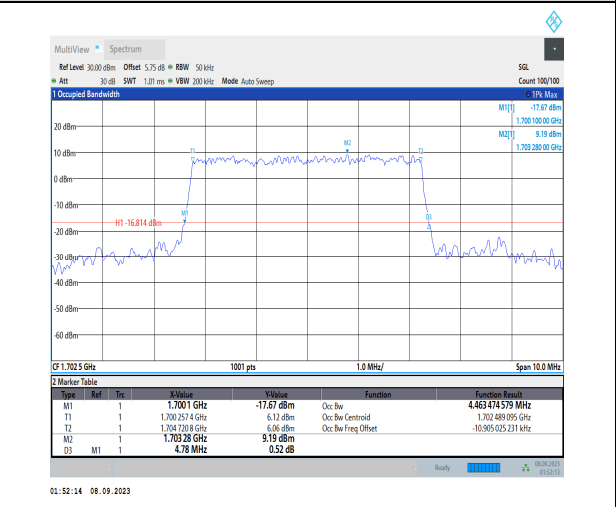 MultiView Spectrum
Ref Level 30.00 dBm Offset 5.75 dB RBW 50 kHz SGL
Att 30 dB SWT 1.01 ms VBW 200 kHz Mode Auto Sweep Count 100/100
1 Occupied Bandwidth 1Pk Max
M1[1] -17.67 dBm
1.700 100 00 GHz
M2[1] 9.19 dBm
1.703 280 00 GHz
20 dBm
10 dBm
T1 M2 T2
0 dBm
-10 dBm
M1 D3
H1 -16.814 dBm
-20 dBm
-30 dBm
-40 dBm
-50 dBm
-60 dBm
CF 1.702 5 GHz 1001 pts 1.0 MHz/ Span 10.0 MHz
2 Marker Table
Type Ref Trc X-Value Y-Value Function Function Result
M1 1 1.7001 GHz -17.67 dBm Occ Bw 4.463 474 579 MHz
T1 1 1.700 257 4 GHz 6.12 dBm Occ Bw Centroid 1.702 489 095 GHz
T2 1 1.704 720 8 GHz 6.06 dBm Occ Bw Freq Offset -10.905 025 231 kHz
M2 1 1.703 28 GHz 9.19 dBm
D3 M1 1 4.78 MHz 0.52 dB
Ready 08.09.2023
01:52:13
01:52:14 08.09.2023